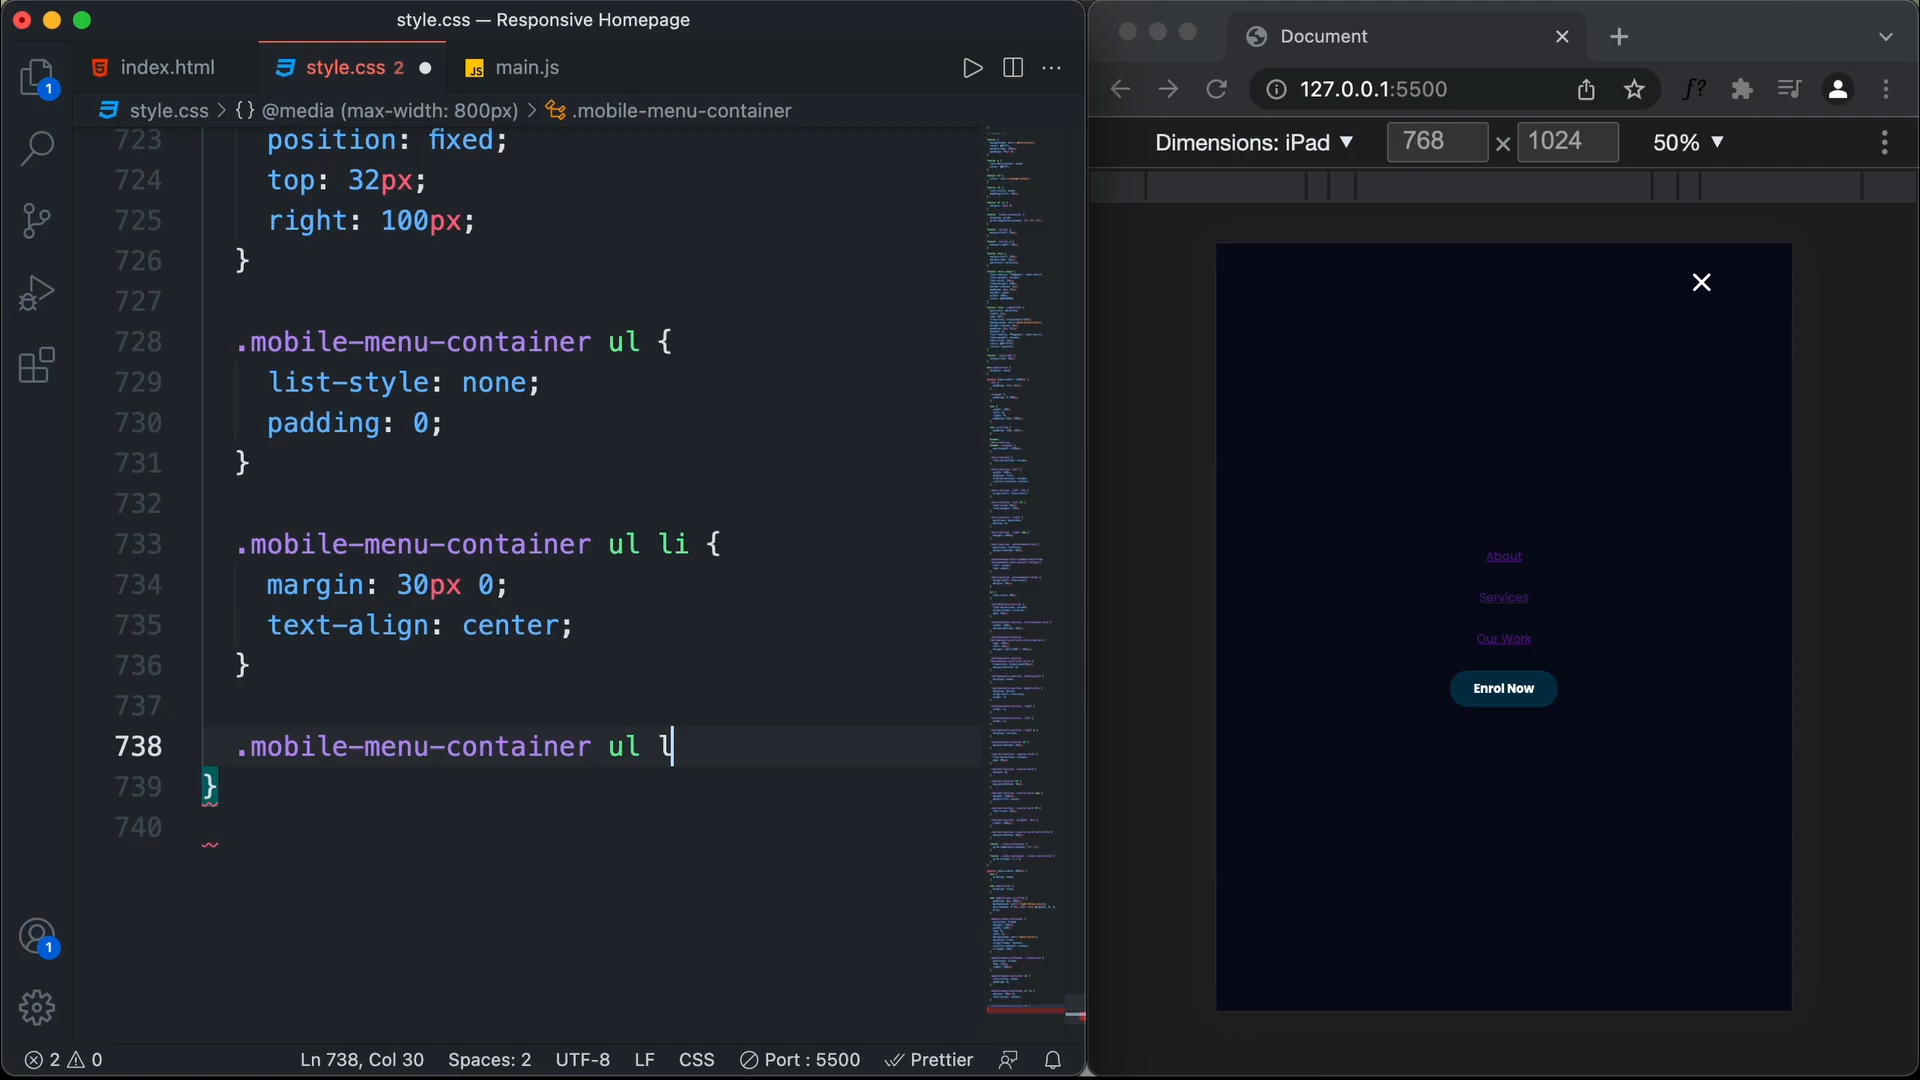 style.css — Responsive Homepage
index.html
style.css 2
JS main.js
style.css > {} @media (max-width: 800px) > .mobile-menu-container
723 position: fixed;
724 top: 32px;
725 right: 100px;
726 }
727
728 .mobile-menu-container ul {
729 list-style: none;
730 padding: 0;
731 }
732
733 .mobile-menu-container ul li {
734 margin: 30px 0;
735 text-align: center;
736 }
737
738 .mobile-menu-container ul l
739 }
740
1
1
2 0
Ln 738, Col 30
Spaces: 2
UTF-8
LF
CSS
Port : 5500
Prettier
Document
127.0.0.1:5500
f?
Dimensions: iPad 768 × 1024 50%
About
Services
Our Work
Enrol Now